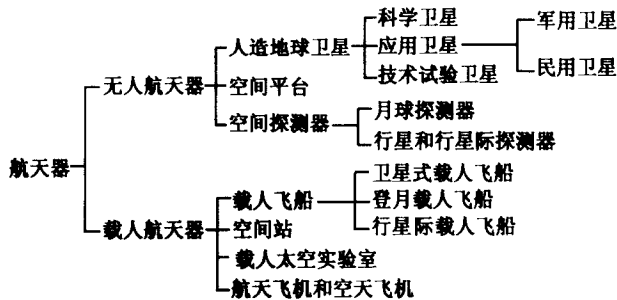 航天器
无人航天器
人造地球卫星
科学卫星
应用卫星
军用卫星
民用卫星
技术试验卫星
空间平台
空间探测器
月球探测器
行星和行星际探测器
载人航天器
载人飞船
卫星式载人飞船
登月载人飞船
行星际载人飞船
空间站
载人太空实验室
航天飞机和空天飞机